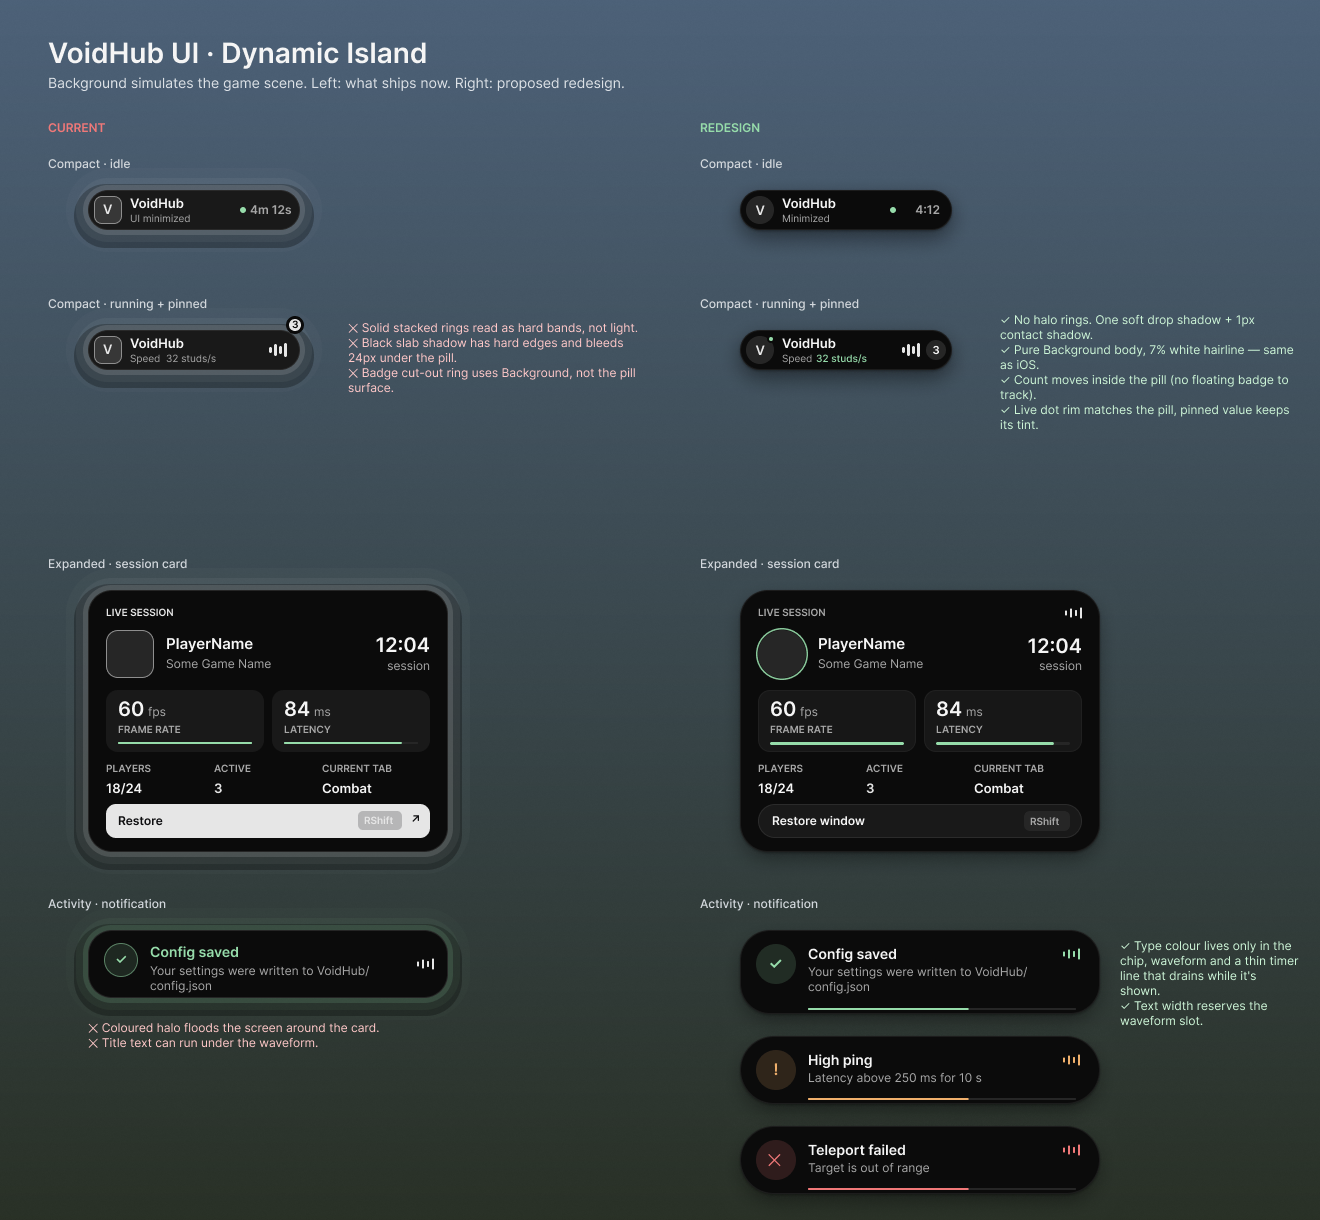 VoidHub UI · Dynamic Island
Background simulates the game scene. Left: what ships now. Right: proposed redesign.
CURRENT
Compact · idle
V
VoidHub
UI minimized
4m 12s
Compact · running + pinned
3
V
VoidHub
Speed 32 studs/s
✕ Solid stacked rings read as hard bands, not light.
✕ Black slab shadow has hard edges and bleeds
24px under the pill.
✕ Badge cut-out ring uses Background, not the pill
surface.
Expanded · session card
LIVE SESSION
PlayerName
Some Game Name
12:04
session
60 fps
FRAME RATE
84 ms
LATENCY
PLAYERS
18/24
ACTIVE
3
CURRENT TAB
Combat
Restore
RShift
Activity · notification
Config saved
Your settings were written to VoidHub/
config.json
✕ Coloured halo floods the screen around the card.
✕ Title text can run under the waveform.
REDESIGN
Compact · idle
V
VoidHub
Minimized
4:12
Compact · running + pinned
V
VoidHub
Speed 32 studs/s
3
✓ No halo rings. One soft drop shadow + 1px
contact shadow.
✓ Pure Background body, 7% white hairline — same
as iOS.
✓ Count moves inside the pill (no floating badge to
track).
✓ Live dot rim matches the pill, pinned value keeps
its tint.
Expanded · session card
LIVE SESSION
PlayerName
Some Game Name
12:04
session
60 fps
FRAME RATE
84 ms
LATENCY
PLAYERS
18/24
ACTIVE
3
CURRENT TAB
Combat
Restore window
RShift
Activity · notification
Config saved
Your settings were written to VoidHub/
config.json
✓ Type colour lives only in the
chip, waveform and a thin timer
line that drains while it's
shown.
✓ Text width reserves the
waveform slot.
!
High ping
Latency above 250 ms for 10 s
Teleport failed
Target is out of range